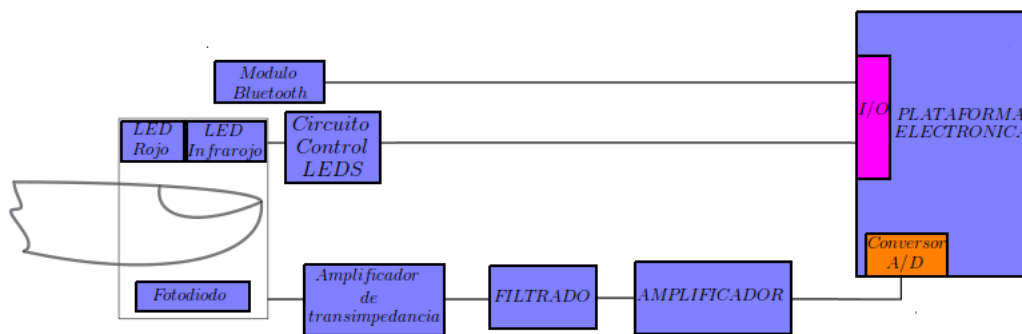 Modulo
Bluetooth
LED
Rojo
LED
Infrarojo
Circuito
Control
LEDS
I/O
PLATAFORMA
ELECTRONICA
Conversor
A/D
Fotodiodo
Amplificador
de
transimpedancia
FILTRADO
AMPLIFICADOR